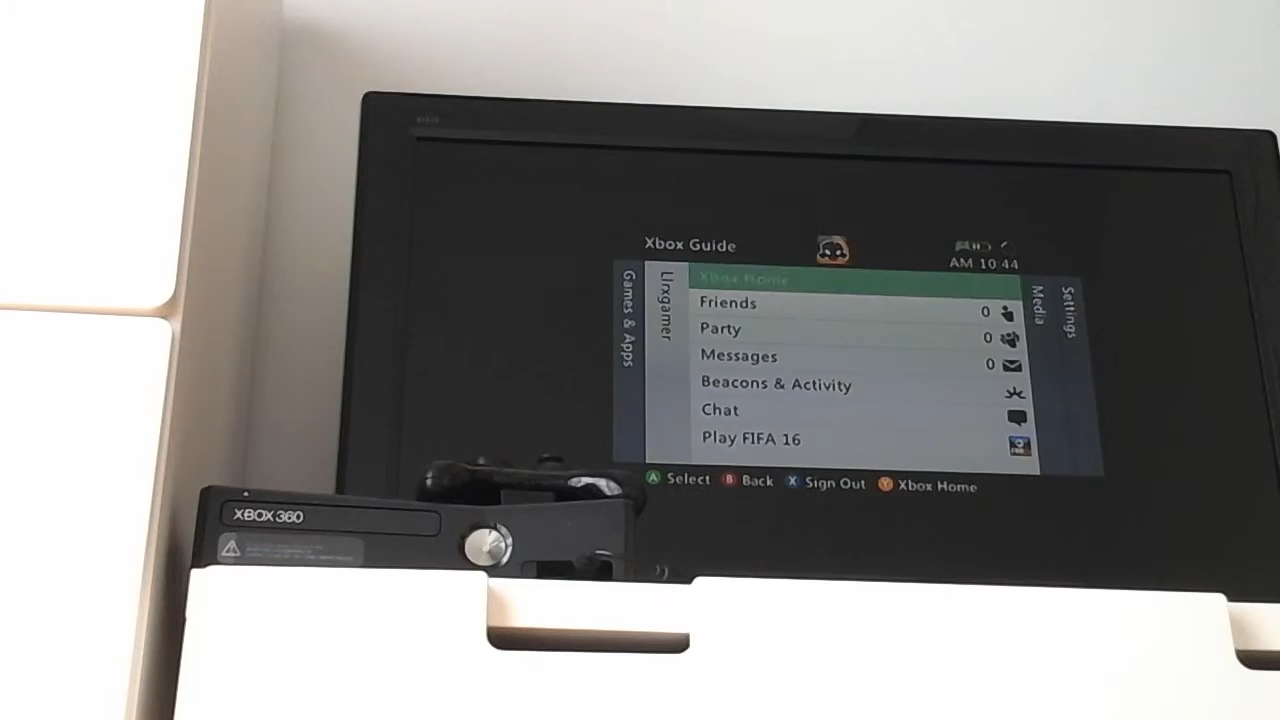 Xbox Guide
AM 10:44
Games & Apps
Xbox Home
Friends 0
Party 0
Messages 0
Beacons & Activity
Chat
Play FIFA 16
Media
Settings
A Select B Back X Sign Out Y Xbox Home
XBOX 360